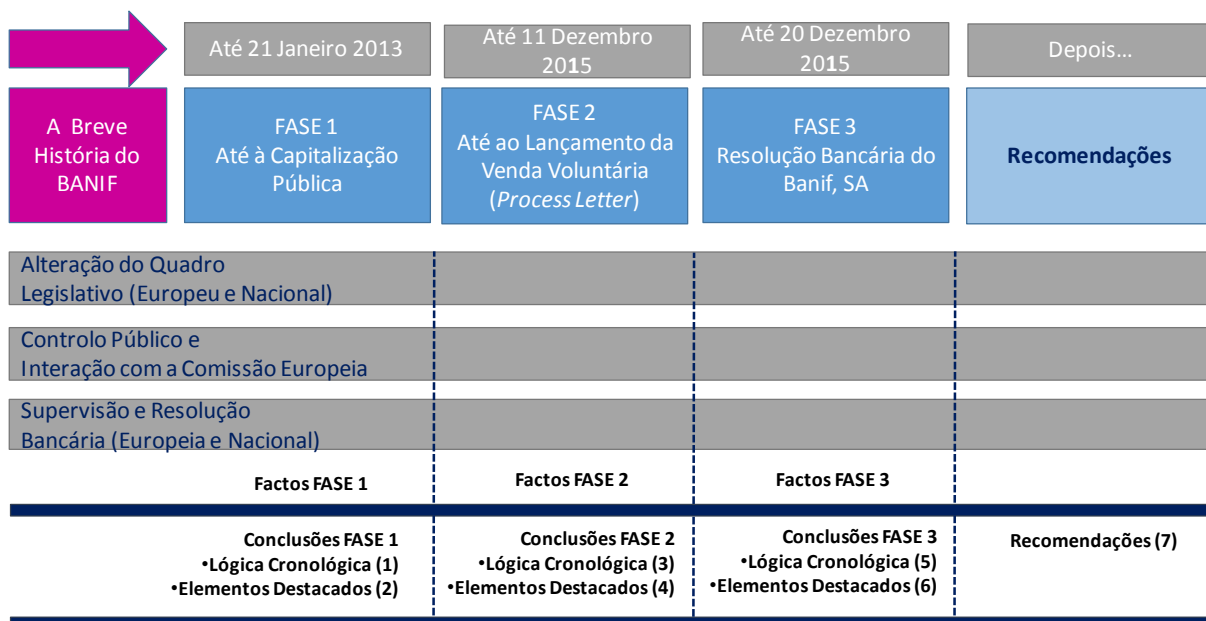 Até 21 Janeiro 2013
Até 11 Dezembro
2015
Até 20 Dezembro
2015
Depois...
A Breve
História do
BANIF
FASE 1
Até à Capitalização
Pública
FASE 2
Até ao Lançamento da
Venda Voluntária
(Process Letter)
FASE 3
Resolução Bancária do
Banif, SA
Recomendações
Alteração do Quadro
Legislativo (Europeu e Nacional)
Controlo Público e
Interação com a Comissão Europeia
Supervisão e Resolução
Bancária (Europeia e Nacional)
Factos FASE 1
Factos FASE 2
Factos FASE 3
Conclusões FASE 1
•Lógica Cronológica (1)
•Elementos Destacados (2)
Conclusões FASE 2
•Lógica Cronológica (3)
•Elementos Destacados (4)
Conclusões FASE 3
•Lógica Cronológica (5)
•Elementos Destacados (6)
Recomendações (7)